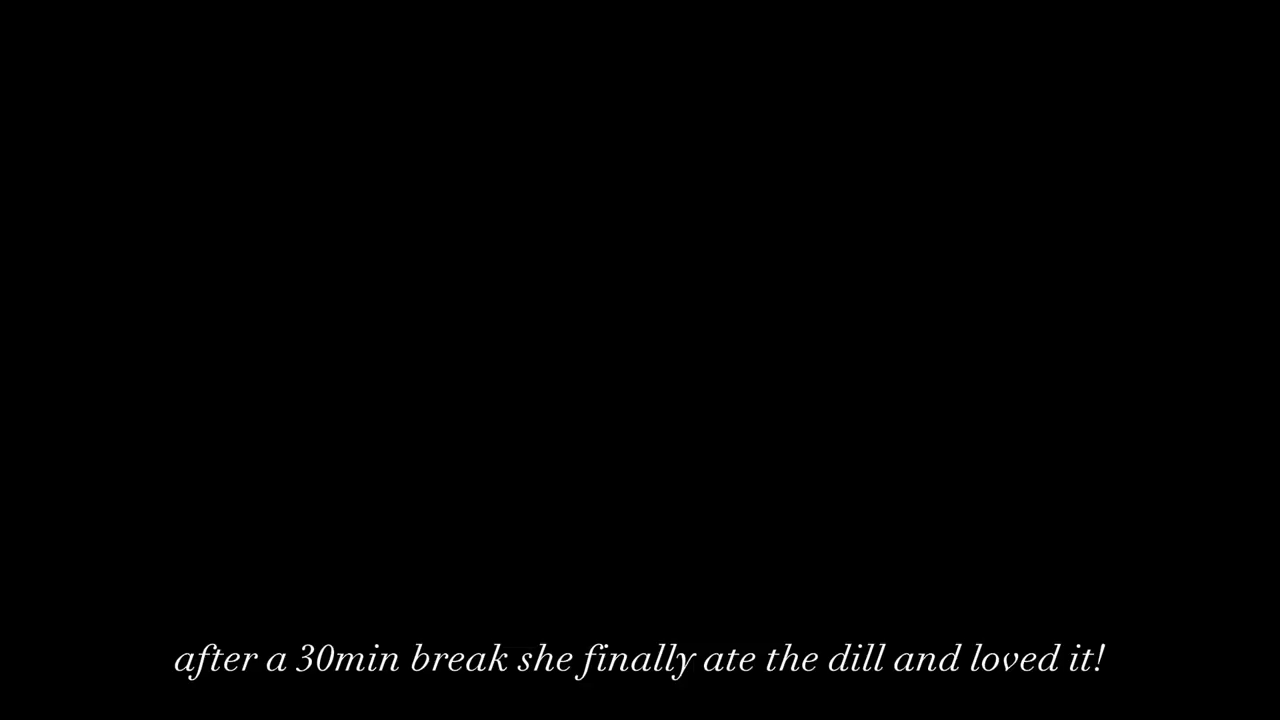 after a 30min break she finally ate the dill and loved it!